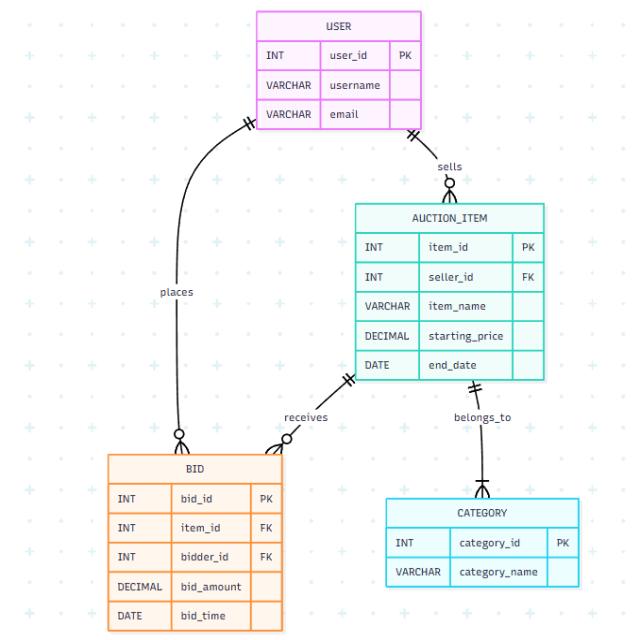 USER
INT user_id PK
VARCHAR username
VARCHAR email
sells
AUCTION_ITEM
INT item_id PK
INT seller_id FK
VARCHAR item_name
DECIMAL starting_price
DATE end_date
places
receives
belongs_to
BID
INT bid_id PK
INT item_id FK
INT bidder_id FK
DECIMAL bid_amount
DATE bid_time
CATEGORY
INT category_id PK
VARCHAR category_name